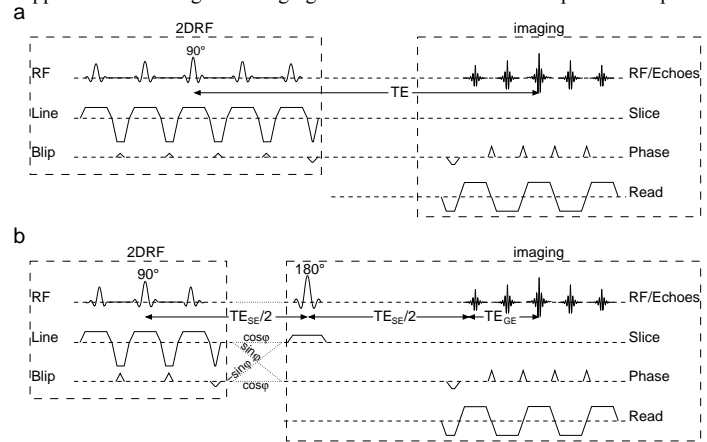 a
2DRF
imaging
90°
RF
RF/Echoes
TE
Line
Slice
Blip
Phase
Read
b
2DRF
imaging
90°
180°
RF
RF/Echoes
TE_SE/2
TE_SE/2
TE_GE
Line
cosφ
Slice
sinφ
sinφ
Blip
cosφ
Phase
Read